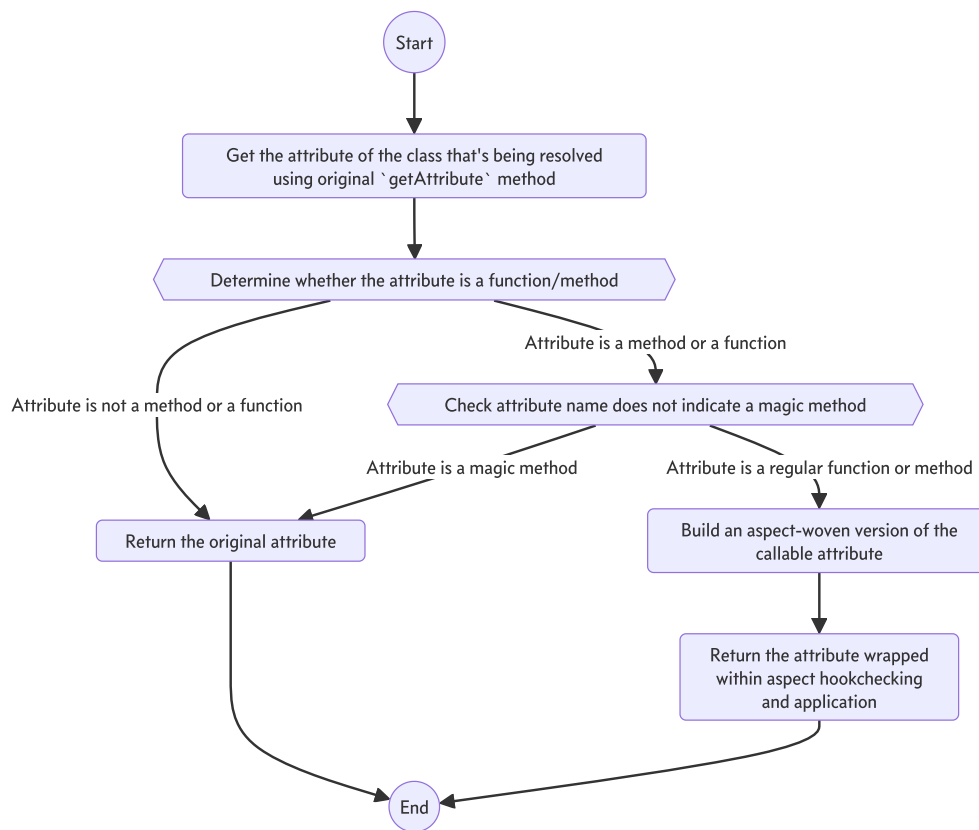 Start
Get the attribute of the class that's being resolved
using original `getAttribute` method
Determine whether the attribute is a function/method
Attribute is a method or a function
Attribute is not a method or a function
Check attribute name does not indicate a magic method
Attribute is a magic method
Attribute is a regular function or method
Return the original attribute
Build an aspect-woven version of the
callable attribute
Return the attribute wrapped
within aspect hookchecking
and application
End